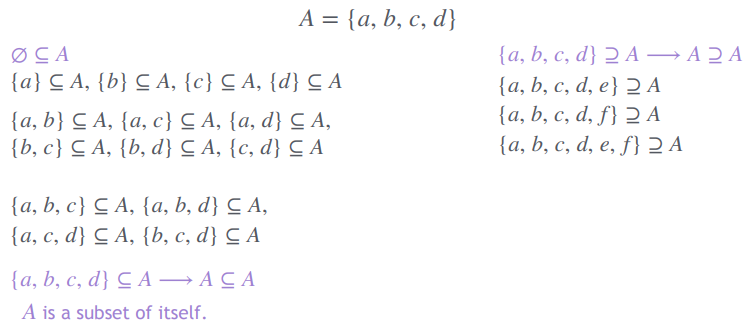 A = {a, b, c, d}
∅ ⊆ A
{a} ⊆ A, {b} ⊆ A, {c} ⊆ A, {d} ⊆ A
{a, b} ⊆ A, {a, c} ⊆ A, {a, d} ⊆ A,
{b, c} ⊆ A, {b, d} ⊆ A, {c, d} ⊆ A
{a, b, c} ⊆ A, {a, b, d} ⊆ A,
{a, c, d} ⊆ A, {b, c, d} ⊆ A
{a, b, c, d} ⊆ A ⟶ A ⊆ A
A is a subset of itself.
{a, b, c, d} ⊇ A ⟶ A ⊇ A
{a, b, c, d, e} ⊇ A
{a, b, c, d, f} ⊇ A
{a, b, c, d, e, f} ⊇ A